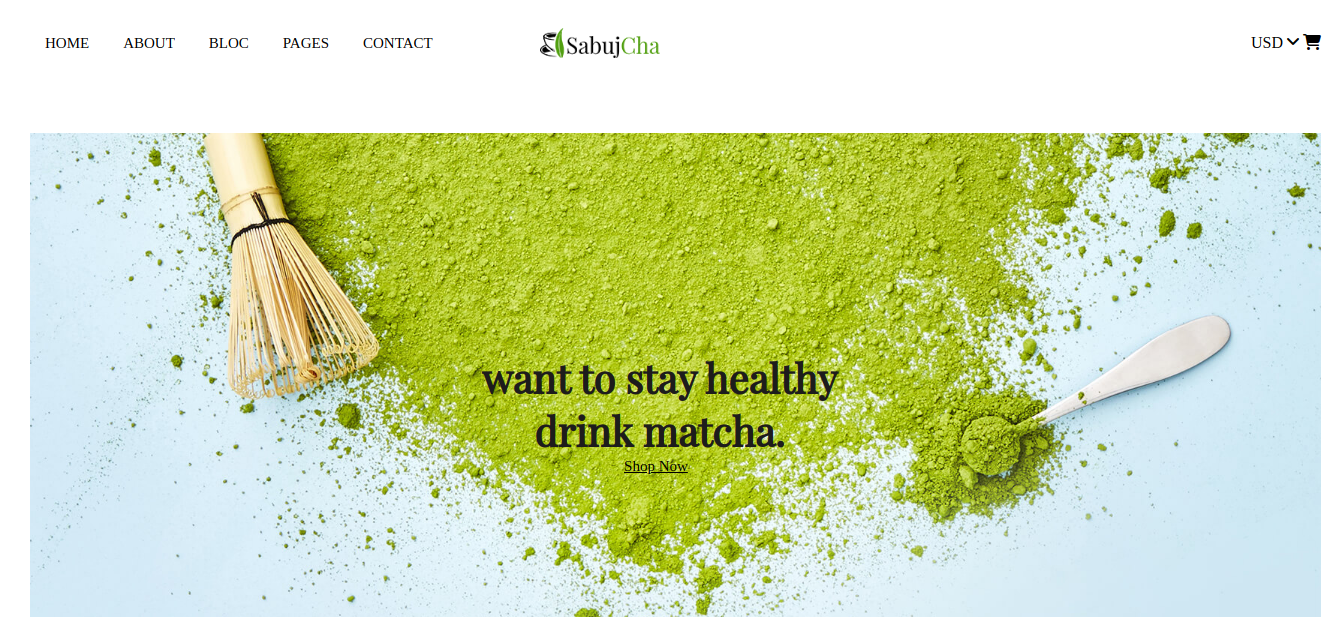 HOME ABOUT BLOC PAGES CONTACT SabujCha USD
want to stay healthy
drink matcha.
Shop Now